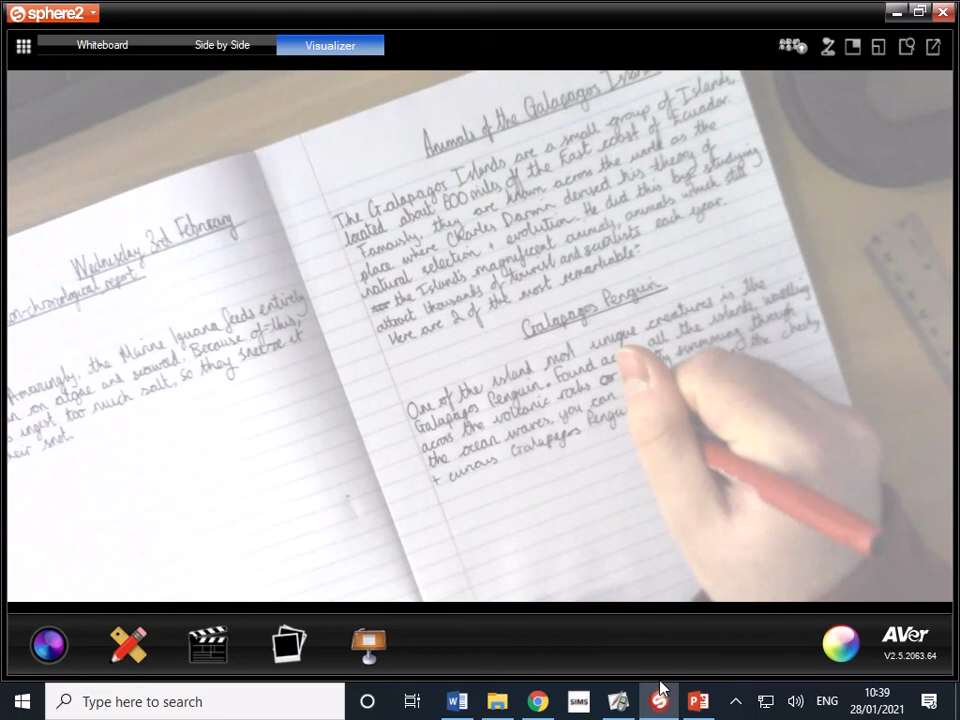 sphere2
Whiteboard
Side by Side
Visualizer
Wednesday 3rd February
on-chronological report
Amazingly, the Marine Iguana feeds entirely
on algae and seaweed. Because of this,
ingest too much salt, so they sneeze it
snot.
Animals of the Galapagos
The Galapagos Islands are a small group of Islands,
located about 600 miles of the East coast of Ecuador.
Famously, they are known across the world as the
place where Charles Darwin devised his theory of
natural selection + evolution. He did this by studying
the Islands magnificent animals, animals which still
attract thousands of tourist and scientists each year.
Here are 2 of the most remarkable:
Galapagos Penguin
One of the island most unique creatures is the
Galapagos Penguin. Found all the islands, waddling
across the volcanic rocks or swimming through
the ocean waves, you can the cheeky
+ curious Galapagos
AVer
V2.5.2063.64
Type here to search
SIMS
ENG
10:39
28/01/2021